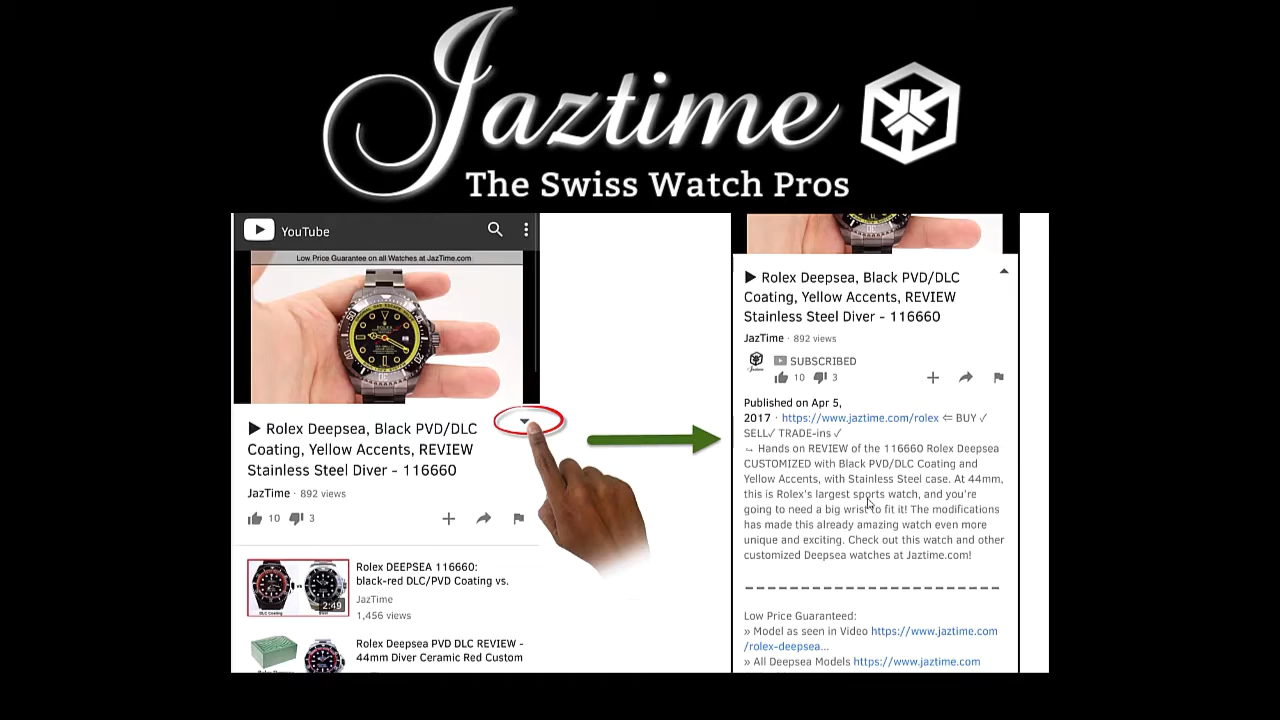 Jaztime
The Swiss Watch Pros
YouTube
Low Price Guarantee on all Watches at JazTime.com
ROLEX
▶ Rolex Deepsea, Black PVD/DLC
Coating, Yellow Accents, REVIEW
Stainless Steel Diver - 116660
JazTime · 892 views
10 3
Rolex DEEPSEA 116660:
black-red DLC/PVD Coating vs.
JazTime
1,456 views
DLC Coating
Steel
2:49
Rolex Deepsea PVD DLC REVIEW -
44mm Diver Ceramic Red Custom
▶ Rolex Deepsea, Black PVD/DLC
Coating, Yellow Accents, REVIEW
Stainless Steel Diver - 116660
JazTime · 892 views
Jaztime
SUBSCRIBED
10 3
Published on Apr 5,
2017 · https://www.jaztime.com/rolex ⇐ BUY ✓
SELL✓ TRADE-ins ✓
→ Hands on REVIEW of the 116660 Rolex Deepsea
CUSTOMIZED with Black PVD/DLC Coating and
Yellow Accents, with Stainless Steel case. At 44mm,
this is Rolex's largest sports watch, and you're
going to need a big wrist to fit it! The modifications
has made this already amazing watch even more
unique and exciting. Check out this watch and other
customized Deepsea watches at Jaztime.com!
Low Price Guaranteed:
» Model as seen in Video https://www.jaztime.com
/rolex-deepsea...
» All Deepsea Models https://www.jaztime.com